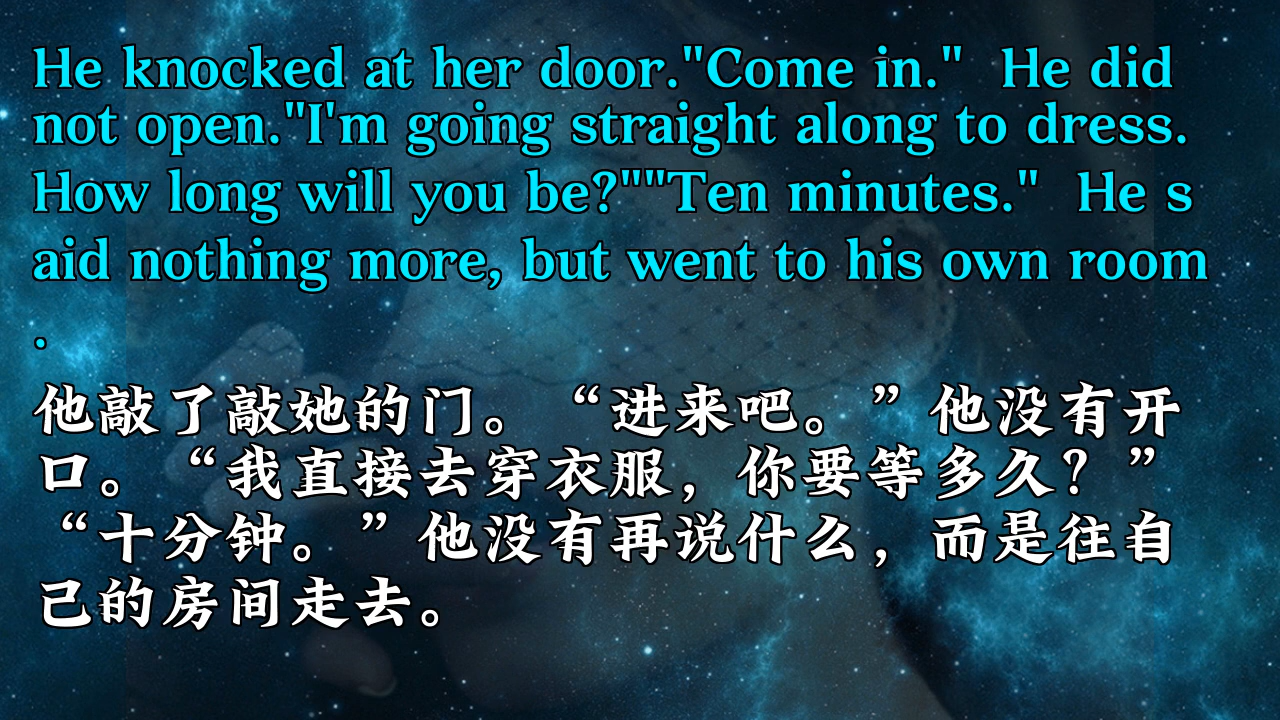 He knocked at her door."Come in."  He did
not open."I'm going straight along to dress.
How long will you be?""Ten minutes."  He s
aid nothing more, but went to his own room
.
他敲了敲她的门。“进来吧。”他没有开
口。“我直接去穿衣服，你要等多久？”
“十分钟。”他没有再说什么，而是往自
己的房间走去。